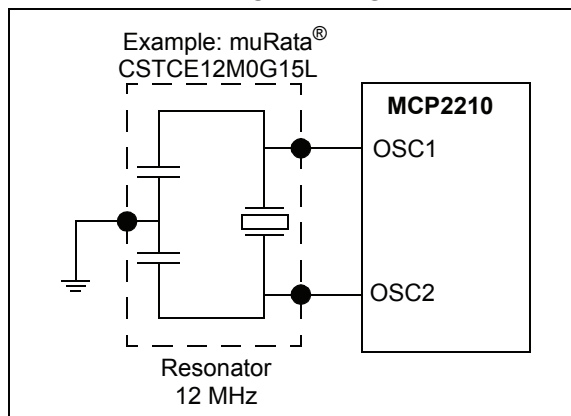 Example: muRata®
CSTCE12M0G15L
MCP2210
OSC1
OSC2
Resonator
12 MHz